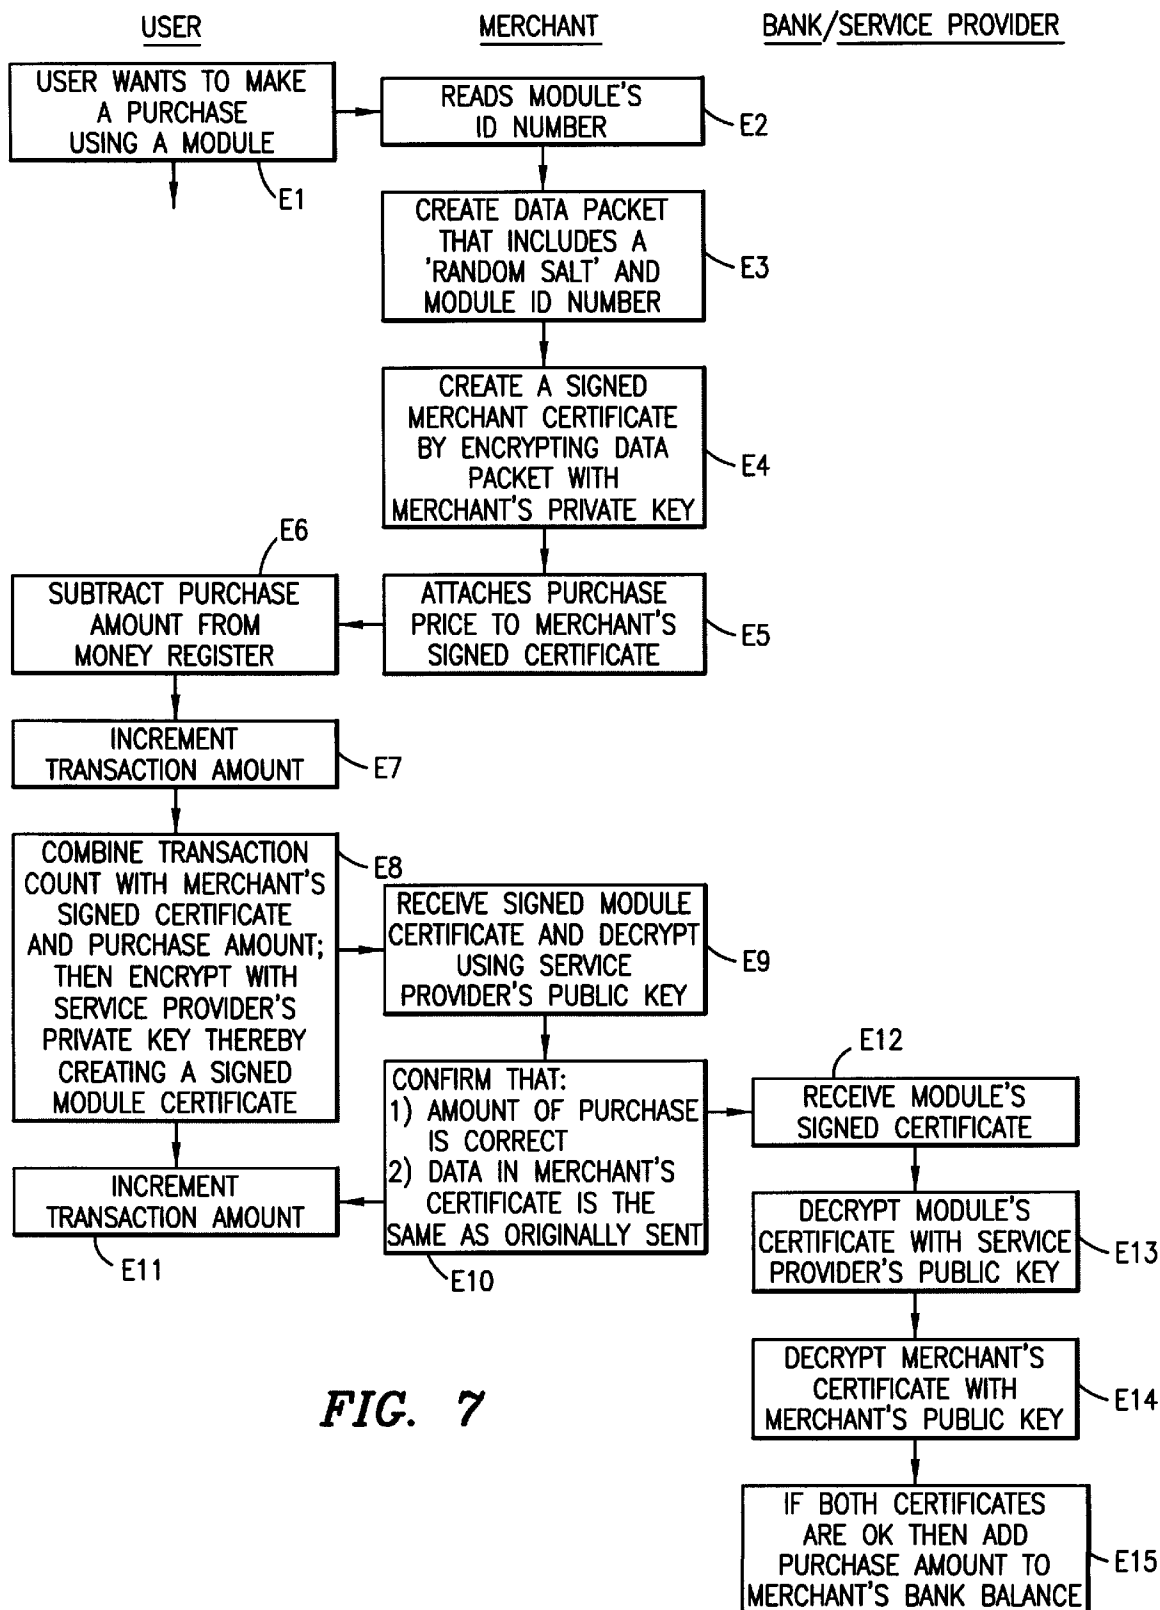 USER
MERCHANT
BANK/SERVICE PROVIDER
USER WANTS TO MAKE
A PURCHASE
USING A MODULE
E1
READS MODULE'S
ID NUMBER
E2
CREATE DATA PACKET
THAT INCLUDES A
'RANDOM SALT' AND
MODULE ID NUMBER
E3
CREATE A SIGNED
MERCHANT CERTIFICATE
BY ENCRYPTING DATA
PACKET WITH
MERCHANT'S PRIVATE KEY
E4
ATTACHES PURCHASE
PRICE TO MERCHANT'S
SIGNED CERTIFICATE
E5
E6
SUBTRACT PURCHASE
AMOUNT FROM
MONEY REGISTER
INCREMENT
TRANSACTION AMOUNT
E7
COMBINE TRANSACTION
COUNT WITH MERCHANT'S
SIGNED CERTIFICATE
AND PURCHASE AMOUNT;
THEN ENCRYPT WITH
SERVICE PROVIDER'S
PRIVATE KEY THEREBY
CREATING A SIGNED
MODULE CERTIFICATE
E8
RECEIVE SIGNED MODULE
CERTIFICATE AND DECRYPT
USING SERVICE
PROVIDER'S PUBLIC KEY
E9
CONFIRM THAT:
1) AMOUNT OF PURCHASE
IS CORRECT
2) DATA IN MERCHANT'S
CERTIFICATE IS THE
SAME AS ORIGINALLY SENT
E10
INCREMENT
TRANSACTION AMOUNT
E11
E12
RECEIVE MODULE'S
SIGNED CERTIFICATE
DECRYPT MODULE'S
CERTIFICATE WITH SERVICE
PROVIDER'S PUBLIC KEY
E13
DECRYPT MERCHANT'S
CERTIFICATE WITH
MERCHANT'S PUBLIC KEY
E14
IF BOTH CERTIFICATES
ARE OK THEN ADD
PURCHASE AMOUNT TO
MERCHANT'S BANK BALANCE
E15
FIG. 7